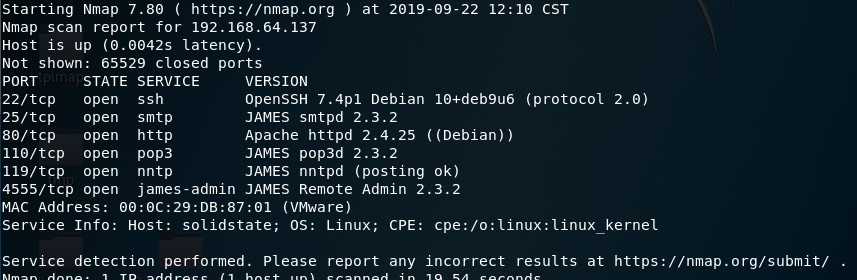 Starting Nmap 7.80 ( https://nmap.org ) at 2019-09-22 12:10 CST
Nmap scan report for 192.168.64.137
Host is up (0.0042s latency).
Not shown: 65529 closed ports
PORT     STATE SERVICE     VERSION
22/tcp   open  ssh         OpenSSH 7.4p1 Debian 10+deb9u6 (protocol 2.0)
25/tcp   open  smtp        JAMES smtpd 2.3.2
80/tcp   open  http        Apache httpd 2.4.25 ((Debian))
110/tcp  open  pop3        JAMES pop3d 2.3.2
119/tcp  open  nntp        JAMES nntpd (posting ok)
4555/tcp open  james-admin JAMES Remote Admin 2.3.2
MAC Address: 00:0C:29:DB:87:01 (VMware)
Service Info: Host: solidstate; OS: Linux; CPE: cpe:/o:linux:linux_kernel
Service detection performed. Please report any incorrect results at https://nmap.org/submit/ .
Nmap done: 1 IP address (1 host up) scanned in 19.54 seconds